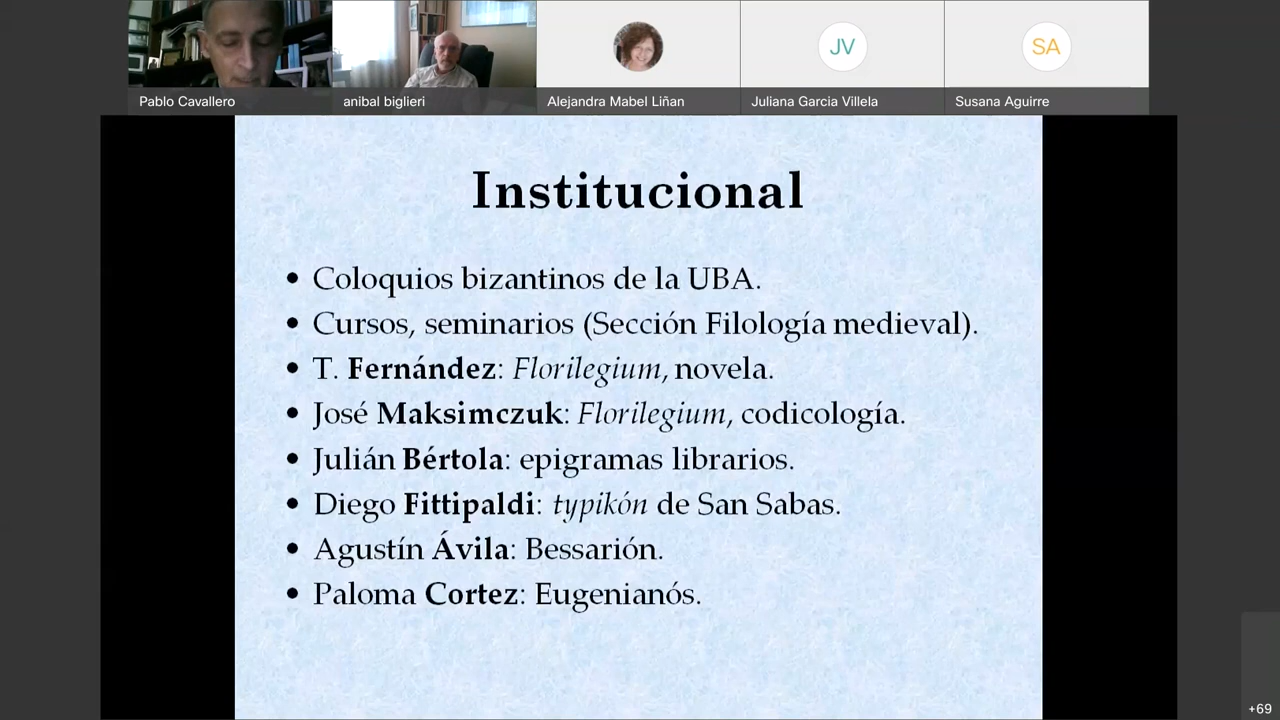 Pablo Cavallero
anibal biglieri
Alejandra Mabel Liñan
JV
Juliana Garcia Villela
SA
Susana Aguirre
Institucional
• Coloquios bizantinos de la UBA.
• Cursos, seminarios (Sección Filología medieval).
• T. Fernández: Florilegium, novela.
• José Maksimczuk: Florilegium, codicología.
• Julián Bértola: epigramas librarios.
• Diego Fittipaldi: typikón de San Sabas.
• Agustín Ávila: Bessarión.
• Paloma Cortez: Eugenianós.
+69